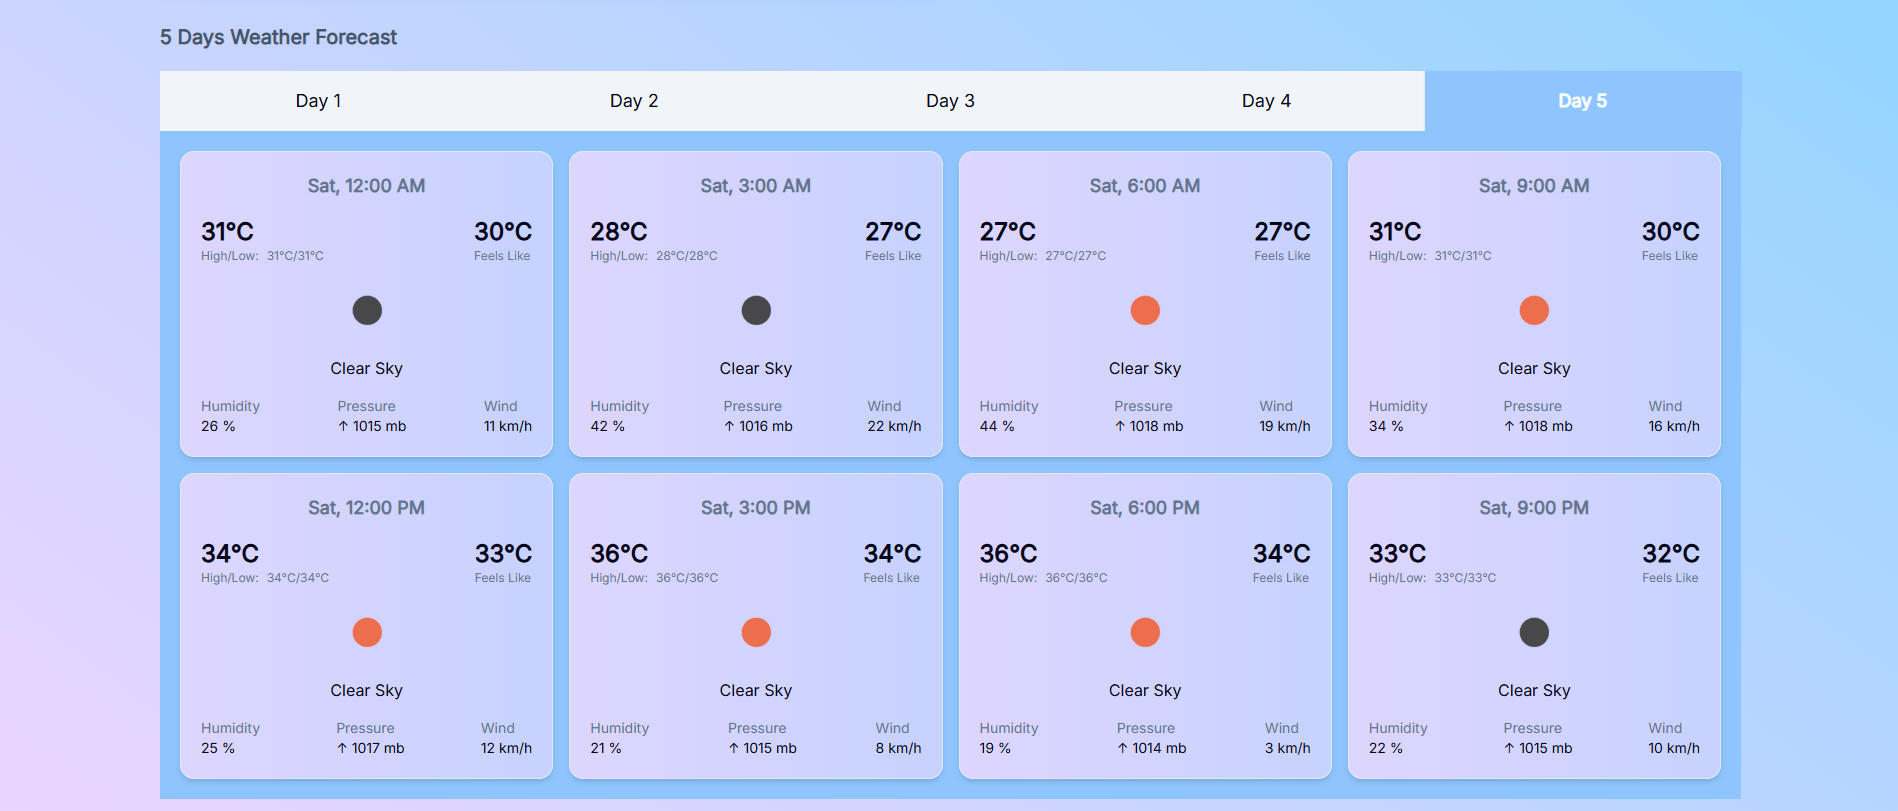 5 Days Weather Forecast
Day 1 Day 2 Day 3 Day 4 Day 5
Sat, 12:00 AM
31°C 30°C
High/Low: 31°C/31°C Feels Like
Clear Sky
Humidity Pressure Wind
26 % ↑ 1015 mb 11 km/h
Sat, 3:00 AM
28°C 27°C
High/Low: 28°C/28°C Feels Like
Clear Sky
Humidity Pressure Wind
42 % ↑ 1016 mb 22 km/h
Sat, 6:00 AM
27°C 27°C
High/Low: 27°C/27°C Feels Like
Clear Sky
Humidity Pressure Wind
44 % ↑ 1018 mb 19 km/h
Sat, 9:00 AM
31°C 30°C
High/Low: 31°C/31°C Feels Like
Clear Sky
Humidity Pressure Wind
34 % ↑ 1018 mb 16 km/h
Sat, 12:00 PM
34°C 33°C
High/Low: 34°C/34°C Feels Like
Clear Sky
Humidity Pressure Wind
25 % ↑ 1017 mb 12 km/h
Sat, 3:00 PM
36°C 34°C
High/Low: 36°C/36°C Feels Like
Clear Sky
Humidity Pressure Wind
21 % ↑ 1015 mb 8 km/h
Sat, 6:00 PM
36°C 34°C
High/Low: 36°C/36°C Feels Like
Clear Sky
Humidity Pressure Wind
19 % ↑ 1014 mb 3 km/h
Sat, 9:00 PM
33°C 32°C
High/Low: 33°C/33°C Feels Like
Clear Sky
Humidity Pressure Wind
22 % ↑ 1015 mb 10 km/h